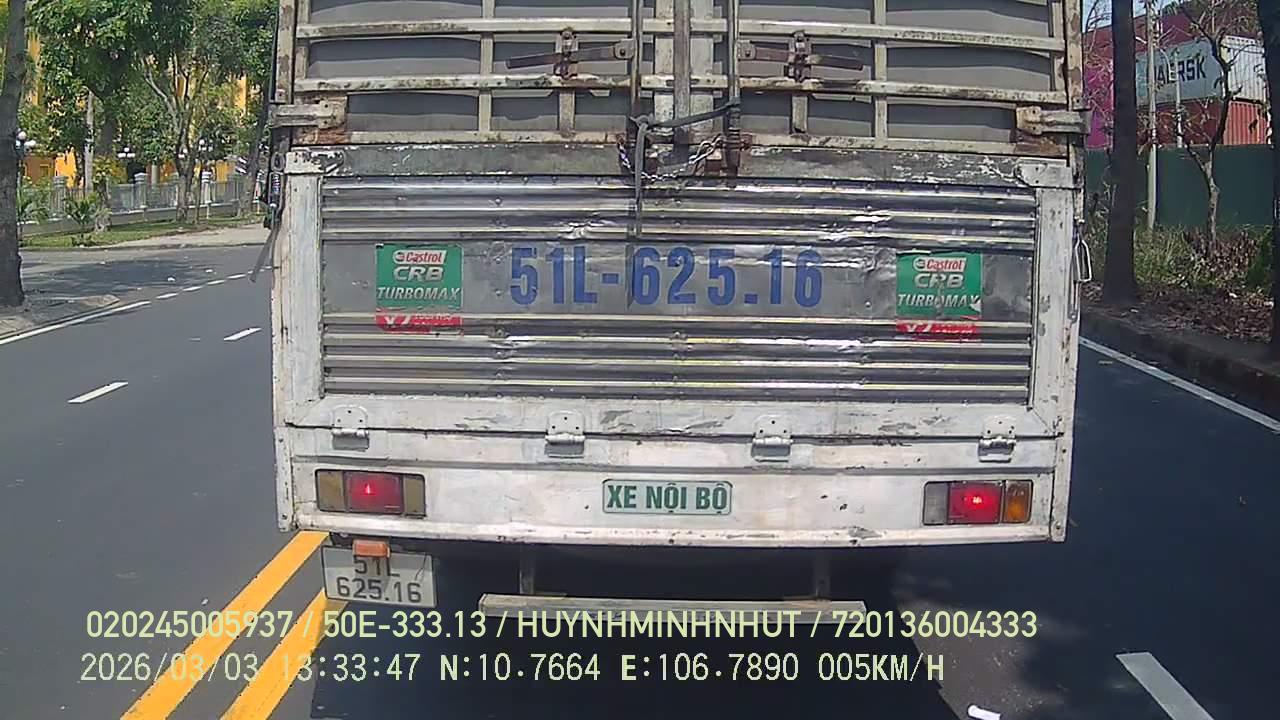 MAERSK
51L-625.16
Castrol
CRB
TURBOMAX
Castrol
CRB
TURBOMAX
XE NỘI BỘ
51L
625.16
020245005937 / 50E-333.13 / HUYNHMINHNHUT / 720136004333
2026/03/03 13:33:47 N:10.7664 E:106.7890 005KM/H